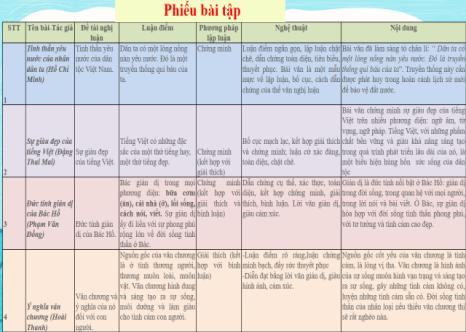 Phiếu bài tập
STT Tên bài-Tác giả Đề tài nghị luận Luận điểm Phương pháp lập luận Nghệ thuật Nội dung
1
Tinh thần yêu nước của nhân dân ta (Hồ Chí Minh)
Tinh thần yêu nước của dân tộc Việt Nam.
Dân ta có một lòng nồng nàn yêu nước. Đó là một truyền thống quí báu của ta.
Chứng minh
Luận điểm ngắn gọn, lập luận chặt chẽ, dẫn chứng toàn diện, tiêu biểu, thuyết phục. Bài văn là một mẫu mực về lập luận, bố cục, cách dẫn chứng của thể văn nghị luận
Bài văn đã làm sáng tỏ chân lí: " Dân ta có một lòng nồng nàn yêu nước. Đó là truyền thống quí báu của ta". Truyền thống này cần được phát huy trong hoàn cảnh lịch sử mới để bảo vệ đất nước.
2
Sự giàu đẹp của tiếng Việt (Đặng Thai Mai)
Sự giàu đẹp của tiếng Việt.
Tiếng Việt có những đặc sắc của một thứ tiếng hay, một thứ tiếng đẹp.
Chứng minh (kết hợp với giải thích)
Bố cục mạch lạc, kết hợp giải thích và chứng minh; luận cứ xác đáng, toàn diện, chặt chẽ.
Bài văn chứng minh sự giàu đẹp của tiếng Việt trên nhiều phương diện: ngữ âm, từ vựng, ngữ pháp. Tiếng Việt, với những phẩm chất bền vững và giàu khả năng sáng tạo trong quá trình phát triển lâu dài của nó, là một biểu hiện hùng hồn sức sống của dân tộc
3
Đức tính giản dị của Bác Hồ (Phạm Văn Đồng)
Đức tính giản dị của Bác Hồ.
Bác giản dị trong mọi phương diện: bữa cơm (ăn), cái nhà (ở), lối sống, cách nói, viết. Sự giản dị ấy đi liền với sự phong phú rộng lớn về đời sống tinh thần ở Bác.
Chứng minh (kết hợp với giải thích và bình luận)
Dẫn chứng cụ thể, xác thực, toàn diện, kết hợp chứng minh, giải thích, bình luận. Lời văn giản dị, giàu cảm xúc.
Giản dị là đức tính nổi bật ở Bác Hồ: giản dị trong đời sống, trong quan hệ với mọi người, trong lời nói và bài viết. Ở Bác, sự giản dị hòa hợp với đời sống tinh thần phong phú, với tư tưởng và tình cảm cao đẹp.
4
Ý nghĩa văn chương (Hoài Thanh)
Văn chương và ý nghĩa của nó đối với con người.
Nguồn gốc của văn chương là ở tình thương người, thương muôn loài, muôn vật. Văn chương hình dung và sáng tạo ra sự sống, nuôi dưỡng và làm giàu cho tình cảm con người.
Giải thích (kết hợp với bình luận)
-Luận điểm rõ ràng,luận chứng minh bạch, đầy sức thuyết phục
-Diễn đạt bằng lời văn giản dị, giàu hình ảnh, cảm xúc.
Nguồn gốc cốt yếu của văn chương là tình cảm, là lòng vị tha. Văn chương là hình ảnh của sự sống muôn hình vạn trạng và sáng tạo ra sự sống, gây những tình cảm không có, luyện những tình cảm sẵn có. Đời sống tinh thần của nhân loại nếu thiếu văn chương thì sẽ rất nghèo nàn.